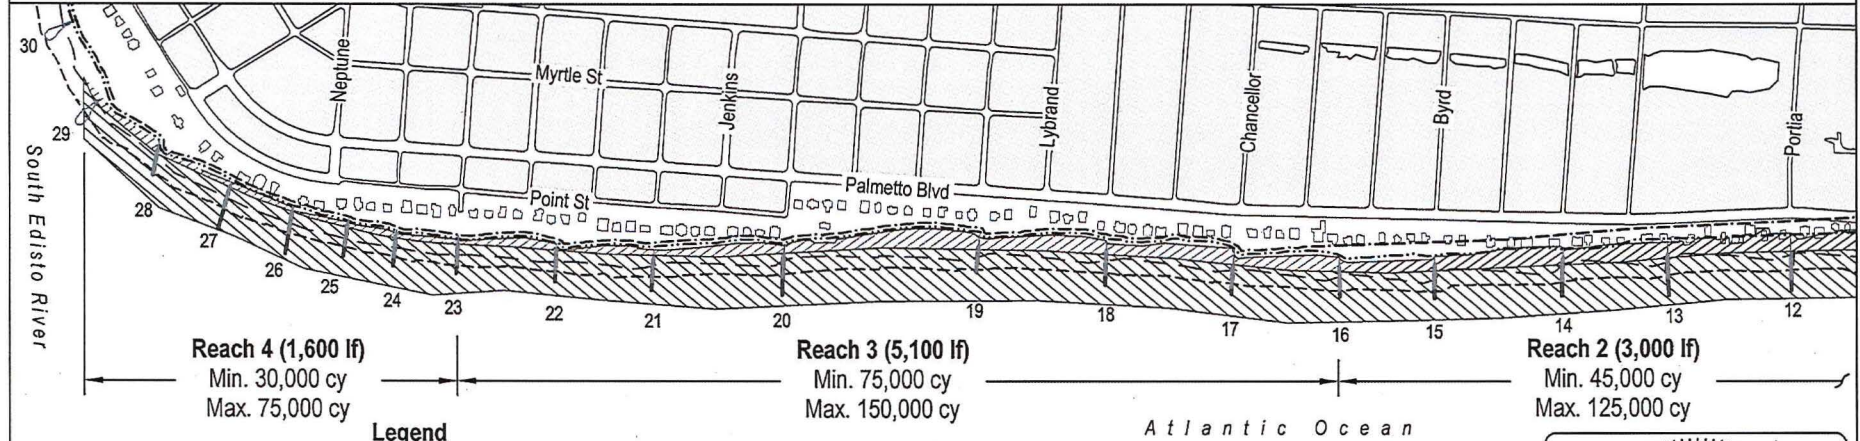 30
Neptune
Myrtle St
Jenkins
Lybrand
Chancellor
Byrd
Portia
29
South Edisto River
Palmetto Blvd
Point St
28
27
26
25
24
23
22
21
20
19
18
17
16
15
14
13
12
Reach 4 (1,600 lf)
Min. 30,000 cy
Max. 75,000 cy
Reach 3 (5,100 lf)
Min. 75,000 cy
Max. 150,000 cy
Reach 2 (3,000 lf)
Min. 45,000 cy
Max. 125,000 cy
Legend
Atlantic Ocean